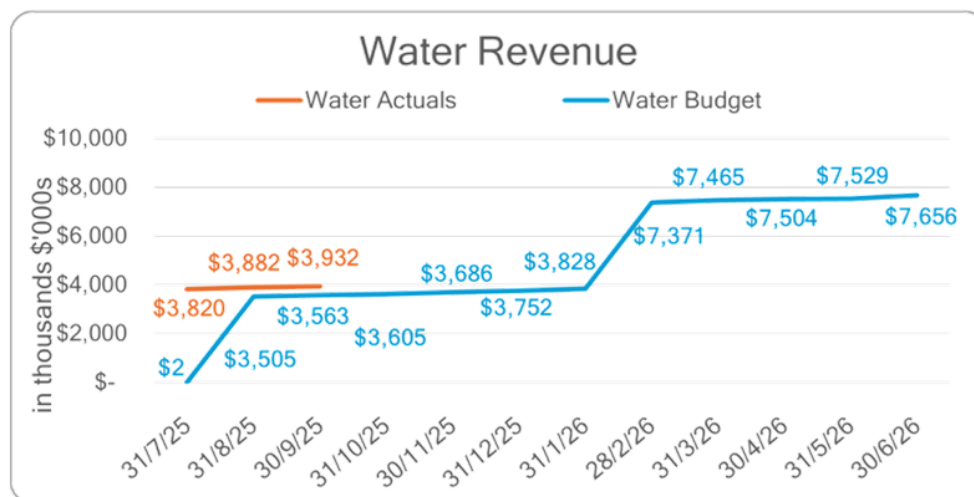 Water Revenue
Water Actuals Water Budget
in thousands $'000s
$10,000
$8,000
$6,000
$4,000
$2,000
$-
$3,820 $3,882 $3,932
$2 $3,505 $3,563 $3,605 $3,686 $3,752 $3,828 $7,371 $7,465 $7,504 $7,529 $7,656
31/7/25 31/8/25 30/9/25 31/10/25 30/11/25 31/12/25 31/1/26 28/2/26 31/3/26 30/4/26 31/5/26 30/6/26